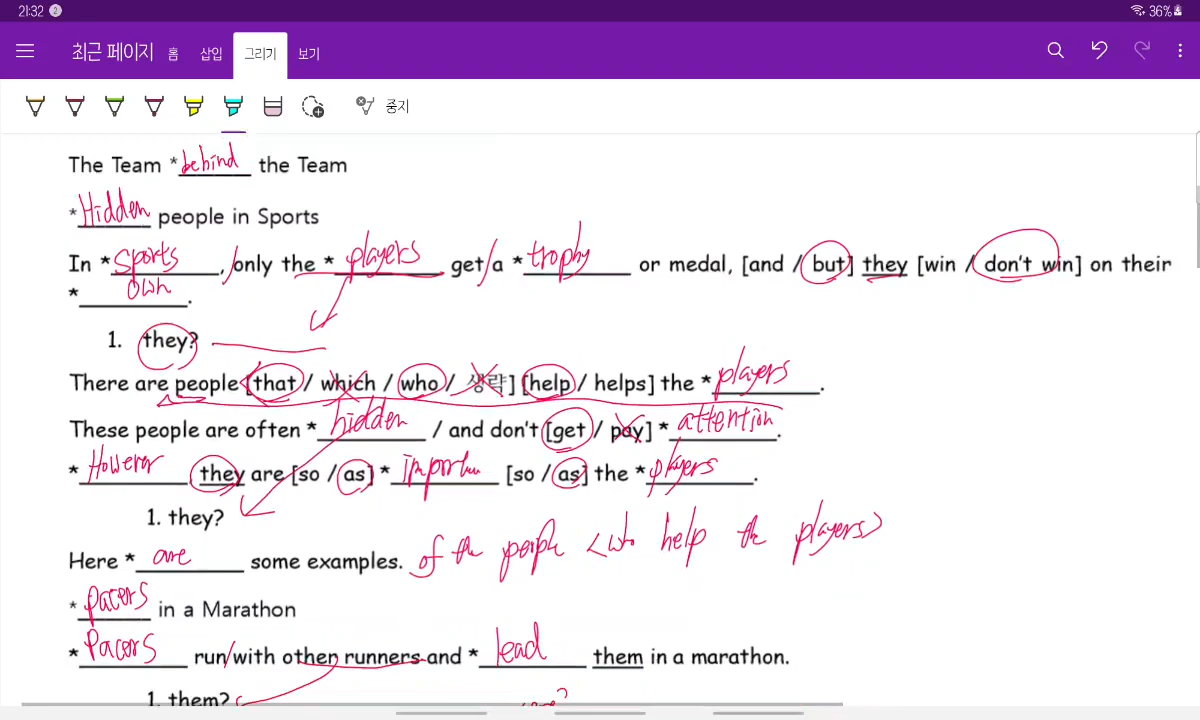 21:32 2 36%
최근 페이지 홈 삽입 그리기 보기
중지
The Team *behind the Team
*Hidden people in Sports
In *Sports, /only the *players get/a *trophy or medal, [and / but] they [win / don't win] on their
*own.
1. they?
There are people [that / which / who / 생략] [help / helps] the *players.
These people are often *hidden / and don't [get / pay] *attention.
*However they are [so / as] * [so / as] the *players.
1. they?
Here *are some examples. of the people <who help the players>
*pacers in a Marathon
*Pacers run/with other runners and *lead them in a marathon.
1. them?